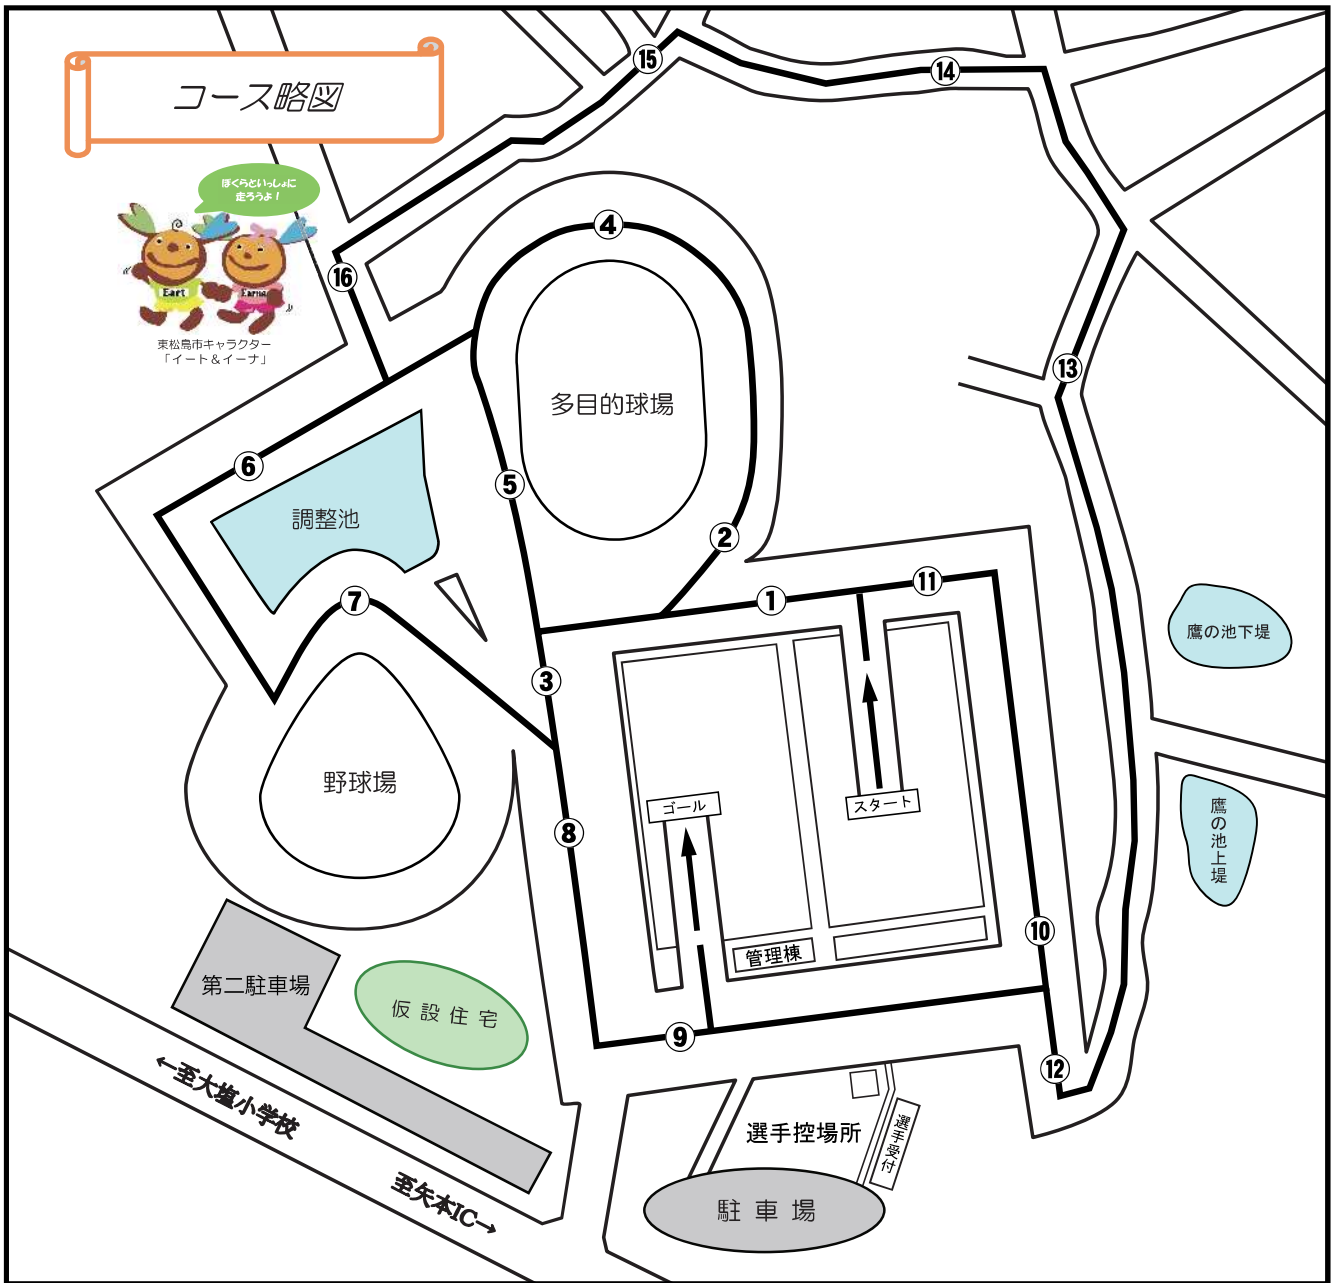 コース略図
ぼくらといっしょに
走ろうよ！
Eart
Earna
東松島市キャラクター
「イート＆イーナ」
15
14
4
16
13
多目的球場
6
5
調整池
2
11
7
1
鷹の池下堤
3
野球場
ゴール
スタート
鷹の池上堤
8
10
管理棟
第二駐車場
仮設住宅
9
12
←至大塩小学校
選手控場所
選手受付
至矢本IC→
駐車場